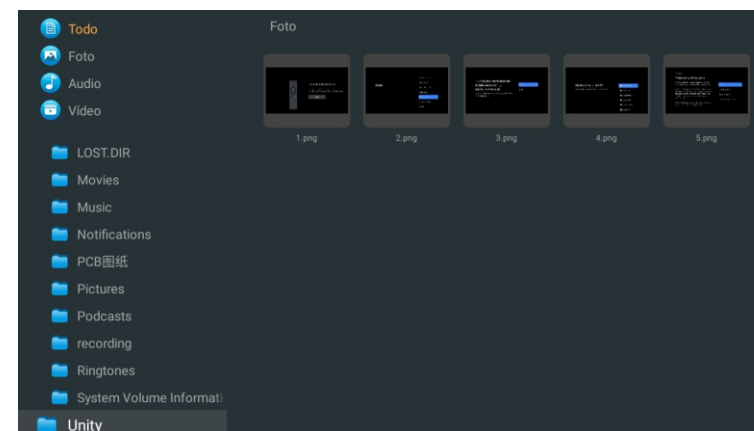 Todo
Foto
Audio
Vídeo
LOST.DIR
Movies
Music
Notifications
PCB图纸
Pictures
Podcasts
recording
Ringtones
System Volume Informati
Unity
Foto
1.png
2.png
3.png
4.png
5.png